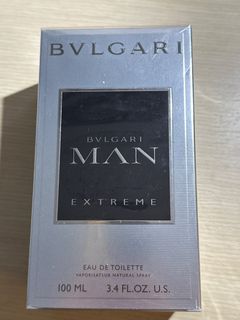 BVLGARI
BVLGARI
MAN
EXTREME
EAU DE TOILETTE
VAPORISATEUR NATURAL SPRAY
100 ML 3.4 FL.OZ. U.S.